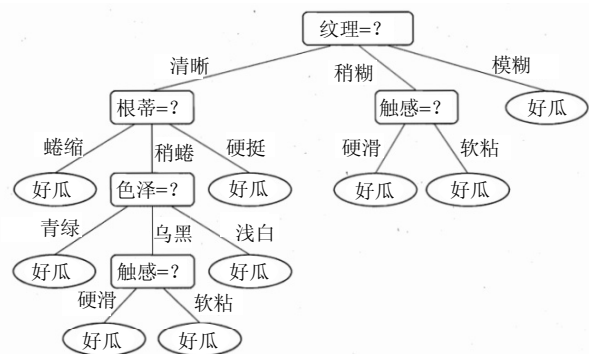 纹理=？
清晰 稍糊 模糊
根蒂=？ 触感=？ 好瓜
蜷缩 稍蜷 硬挺 硬滑 软粘
好瓜 色泽=？ 好瓜 好瓜 好瓜
青绿 乌黑 浅白
好瓜 触感=？ 好瓜
硬滑 软粘
好瓜 好瓜